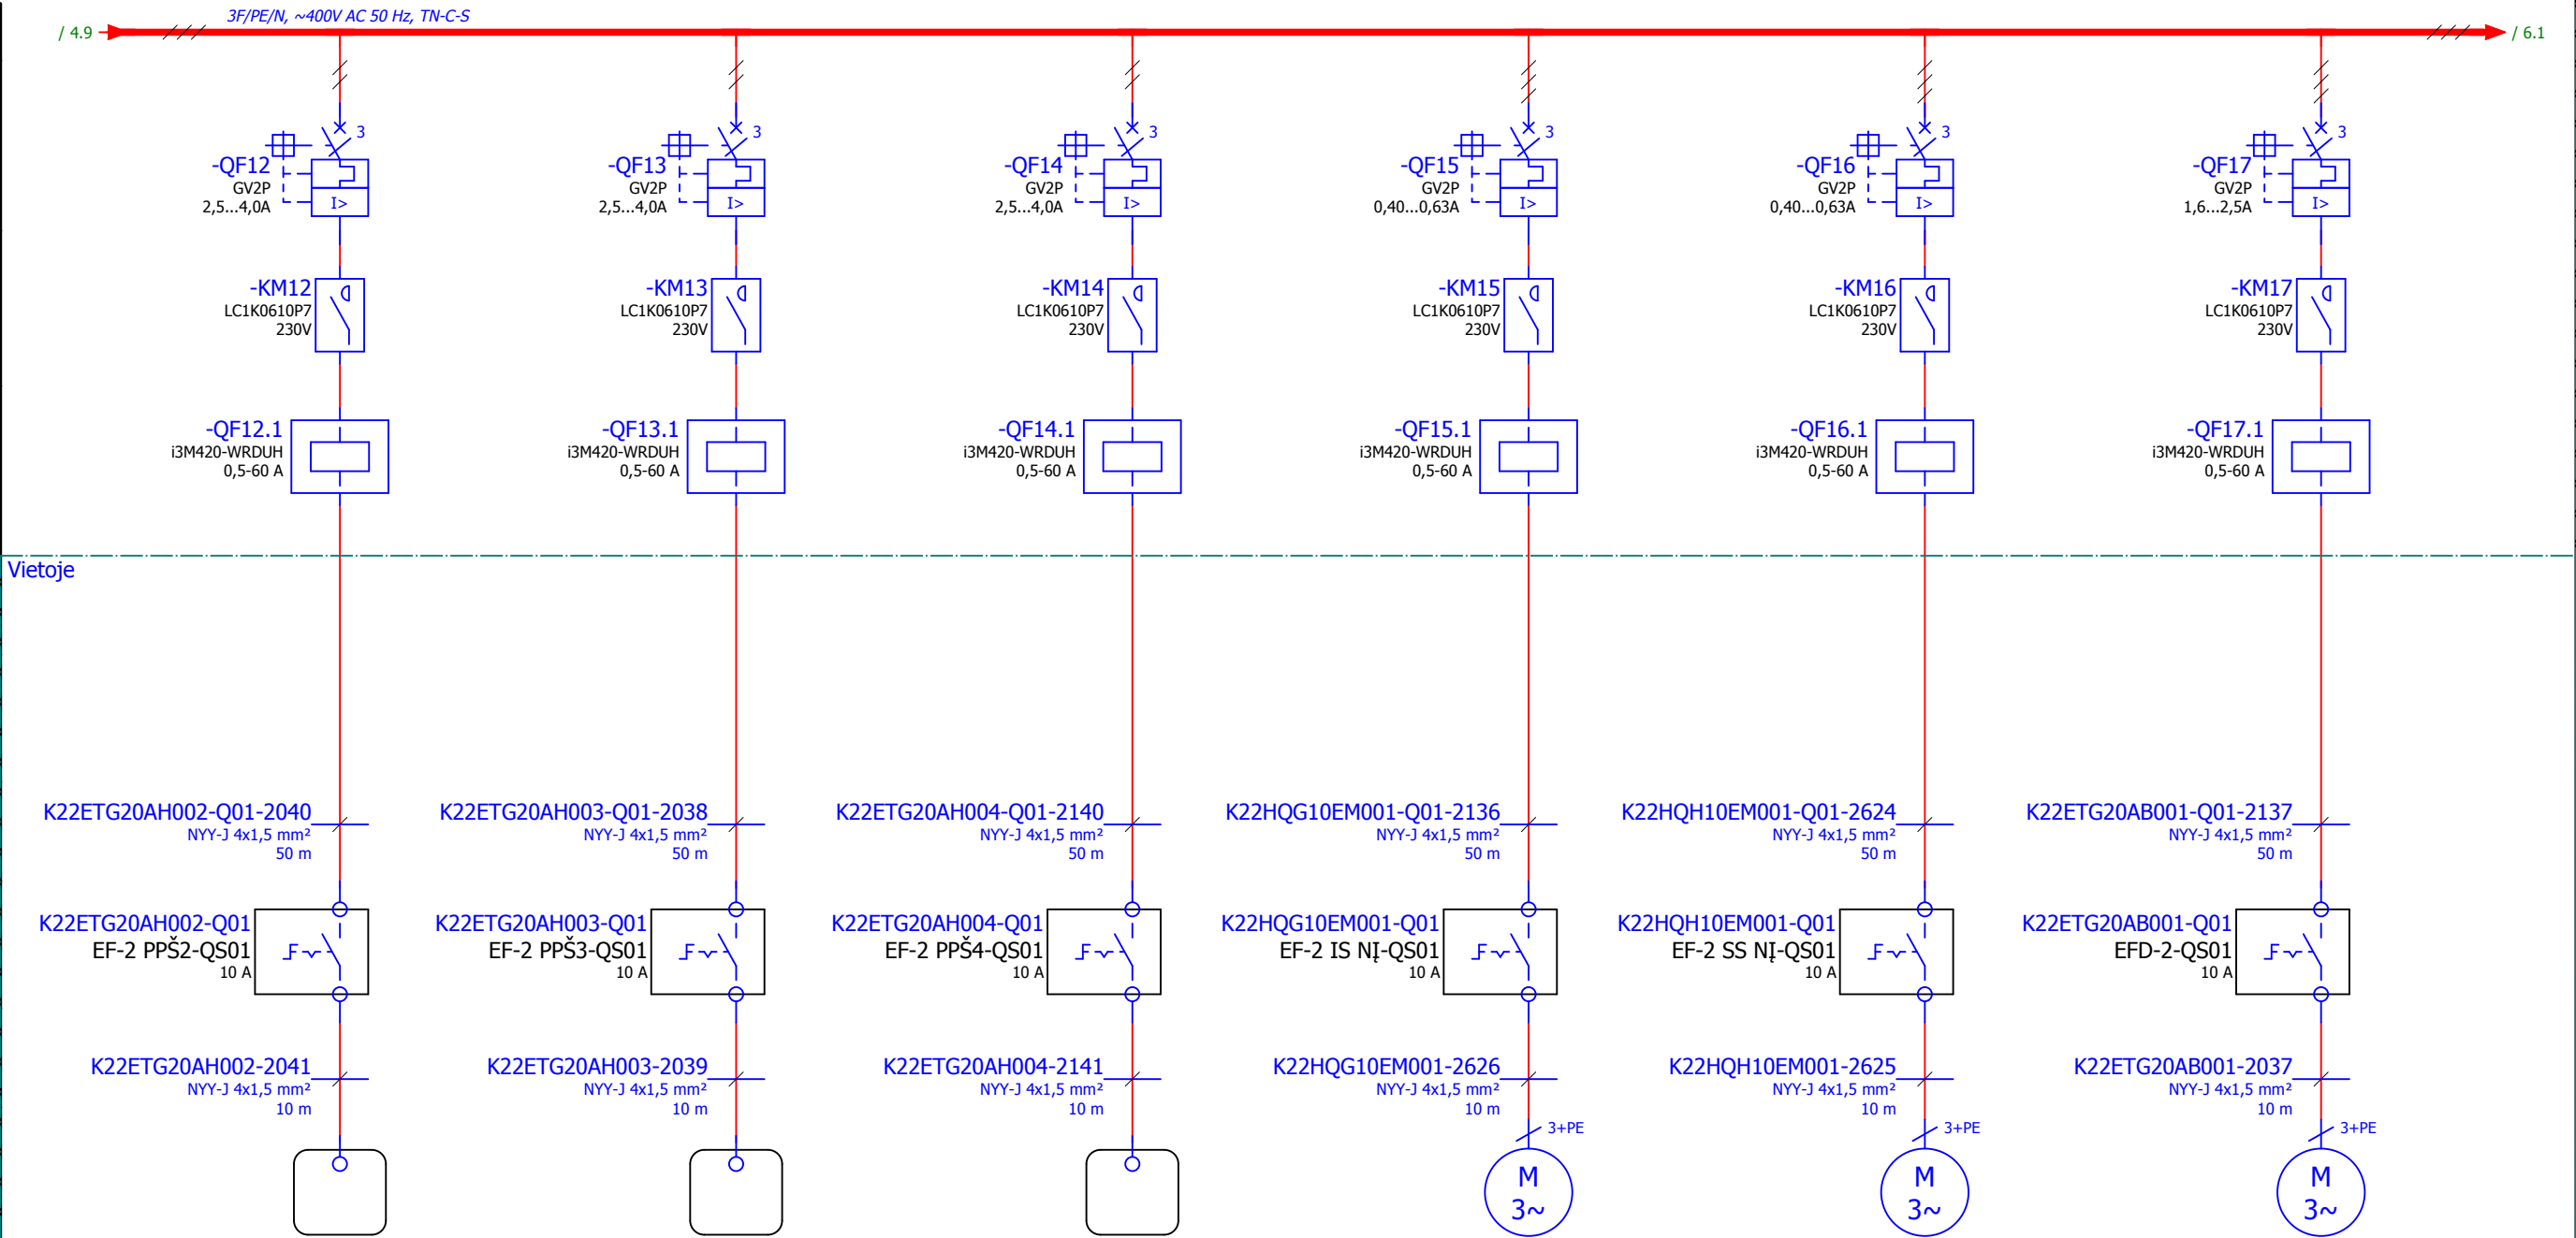 3F/PE/N, ~400V AC 50 Hz, TN-C-S
/ 4.9
/ 6.1
3
-QF12
GV2P
2,5...4,0A
I>
3
-QF13
GV2P
2,5...4,0A
I>
3
-QF14
GV2P
2,5...4,0A
I>
3
-QF15
GV2P
0,40...0,63A
I>
3
-QF16
GV2P
0,40...0,63A
I>
3
-QF17
GV2P
1,6...2,5A
I>
-KM12
LC1K0610P7
230V
-KM13
LC1K0610P7
230V
-KM14
LC1K0610P7
230V
-KM15
LC1K0610P7
230V
-KM16
LC1K0610P7
230V
-KM17
LC1K0610P7
230V
-QF12.1
i3M420-WRDUH
0,5-60 A
-QF13.1
i3M420-WRDUH
0,5-60 A
-QF14.1
i3M420-WRDUH
0,5-60 A
-QF15.1
i3M420-WRDUH
0,5-60 A
-QF16.1
i3M420-WRDUH
0,5-60 A
-QF17.1
i3M420-WRDUH
0,5-60 A
Vietoje
K22ETG20AH002-Q01-2040
NYY-J 4x1,5 mm²
50 m
K22ETG20AH003-Q01-2038
NYY-J 4x1,5 mm²
50 m
K22ETG20AH004-Q01-2140
NYY-J 4x1,5 mm²
50 m
K22HQG10EM001-Q01-2136
NYY-J 4x1,5 mm²
50 m
K22HQH10EM001-Q01-2624
NYY-J 4x1,5 mm²
50 m
K22ETG20AB001-Q01-2137
NYY-J 4x1,5 mm²
50 m
K22ETG20AH002-Q01
EF-2 PPŠ2-QS01
10 A
K22ETG20AH003-Q01
EF-2 PPŠ3-QS01
10 A
K22ETG20AH004-Q01
EF-2 PPŠ4-QS01
10 A
K22HQG10EM001-Q01
EF-2 IS NĮ-QS01
10 A
K22HQH10EM001-Q01
EF-2 SS NĮ-QS01
10 A
K22ETG20AB001-Q01
EFD-2-QS01
10 A
K22ETG20AH002-2041
NYY-J 4x1,5 mm²
10 m
K22ETG20AH003-2039
NYY-J 4x1,5 mm²
10 m
K22ETG20AH004-2141
NYY-J 4x1,5 mm²
10 m
K22HQG10EM001-2626
NYY-J 4x1,5 mm²
10 m
K22HQH10EM001-2625
NYY-J 4x1,5 mm²
10 m
K22ETG20AB001-2037
NYY-J 4x1,5 mm²
10 m
3+PE
M
3~
3+PE
M
3~
3+PE
M
3~